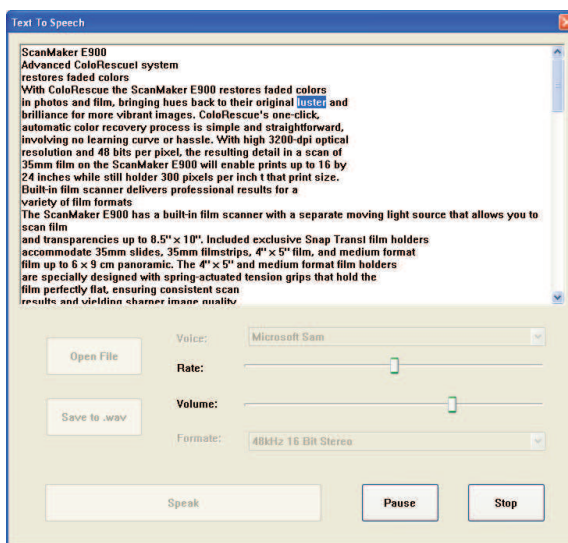 Text To Speech
ScanMaker E900
Advanced ColoRescueI system
restores faded colors
With ColoRescue the ScanMaker E900 restores faded colors
in photos and film, bringing hues back to their original luster and
brilliance for more vibrant images. ColoRescue's one-click,
automatic color recovery process is simple and straightforward,
involving no learning curve or hassle. With high 3200-dpi optical
resolution and 48 bits per pixel, the resulting detail in a scan of
35mm film on the ScanMaker E900 will enable prints up to 16 by
24 inches while still holder 300 pixels per inch t that print size.
Built-in film scanner delivers professional results for a
variety of film formats
The ScanMaker E900 has a built-in film scanner with a separate moving light source that allows you to
scan film
and transparencies up to 8.5" x 10". Included exclusive Snap Transl film holders
accommodate 35mm slides, 35mm filmstrips, 4" x 5" film, and medium format
film up to 6 x 9 cm panoramic. The 4" x 5" and medium format film holders
are specially designed with spring-actuated tension grips that hold the
film perfectly flat, ensuring consistent scan
results and yielding sharper image quality
Open File
Save to .wav
Voice:
Microsoft Sam
Rate:
Volume:
Formate:
48kHz 16 Bit Stereo
Speak
Pause
Stop